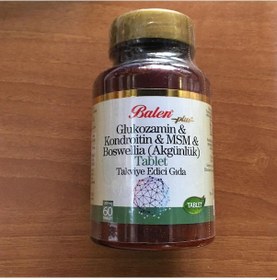 Balen plus
Glukozamin &
Kondroitin & MSM &
Boswellia (Akgünlük)
Tablet
Takviye Edici Gıda
60
TABLET